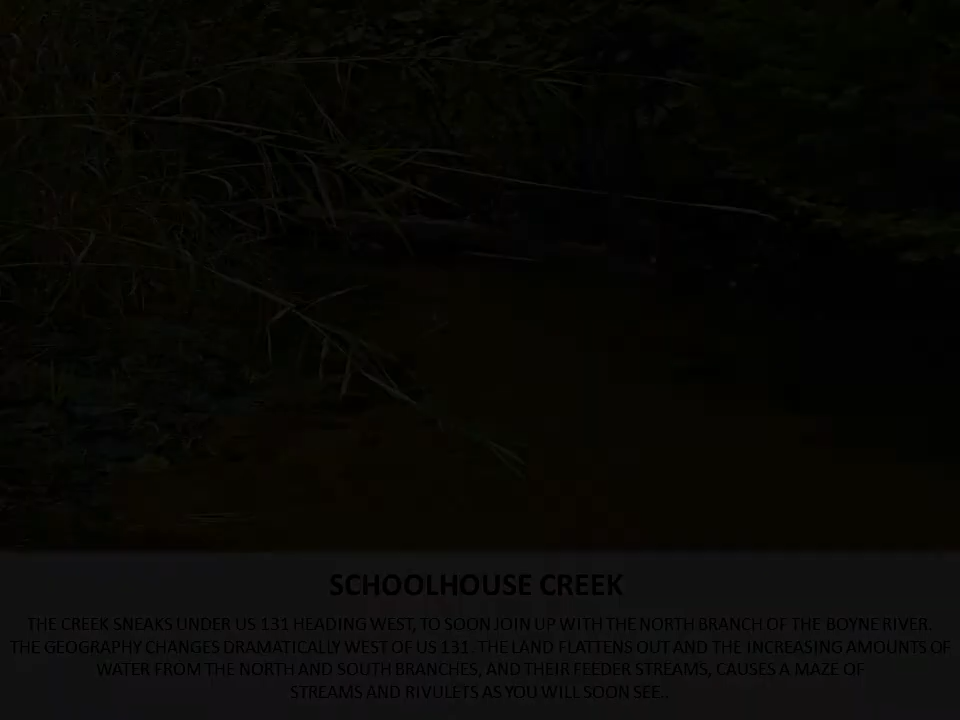 SCHOOLHOUSE CREEK
THE CREEK SNEAKS UNDER US 131 HEADING WEST, TO SOON JOIN UP WITH THE NORTH BRANCH OF THE BOYNE RIVER.
THE GEOGRAPHY CHANGES DRAMATICALLY WEST OF US 131. THE LAND FLATTENS OUT AND THE INCREASING AMOUNTS OF
WATER FROM THE NORTH AND SOUTH BRANCHES, AND THEIR FEEDER STREAMS, CAUSES A MAZE OF
STREAMS AND RIVULETS AS YOU WILL SOON SEE..